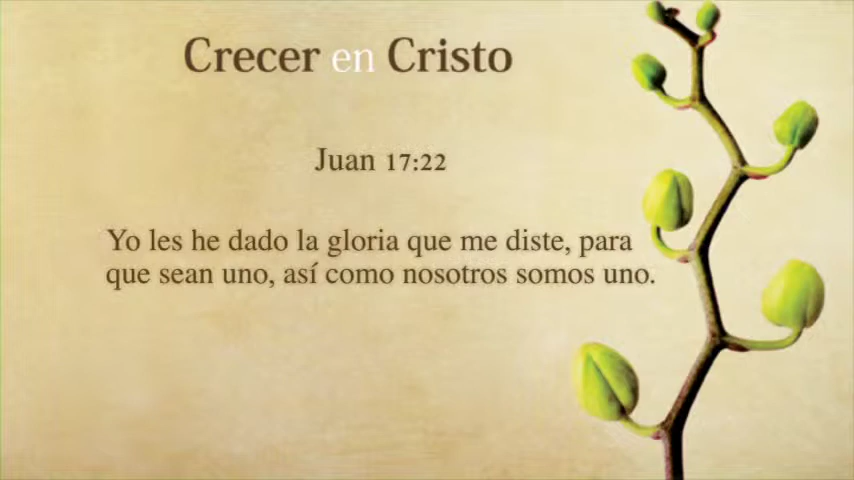 Crecer en Cristo
Juan 17:22
Yo les he dado la gloria que me diste, para
que sean uno, así como nosotros somos uno.